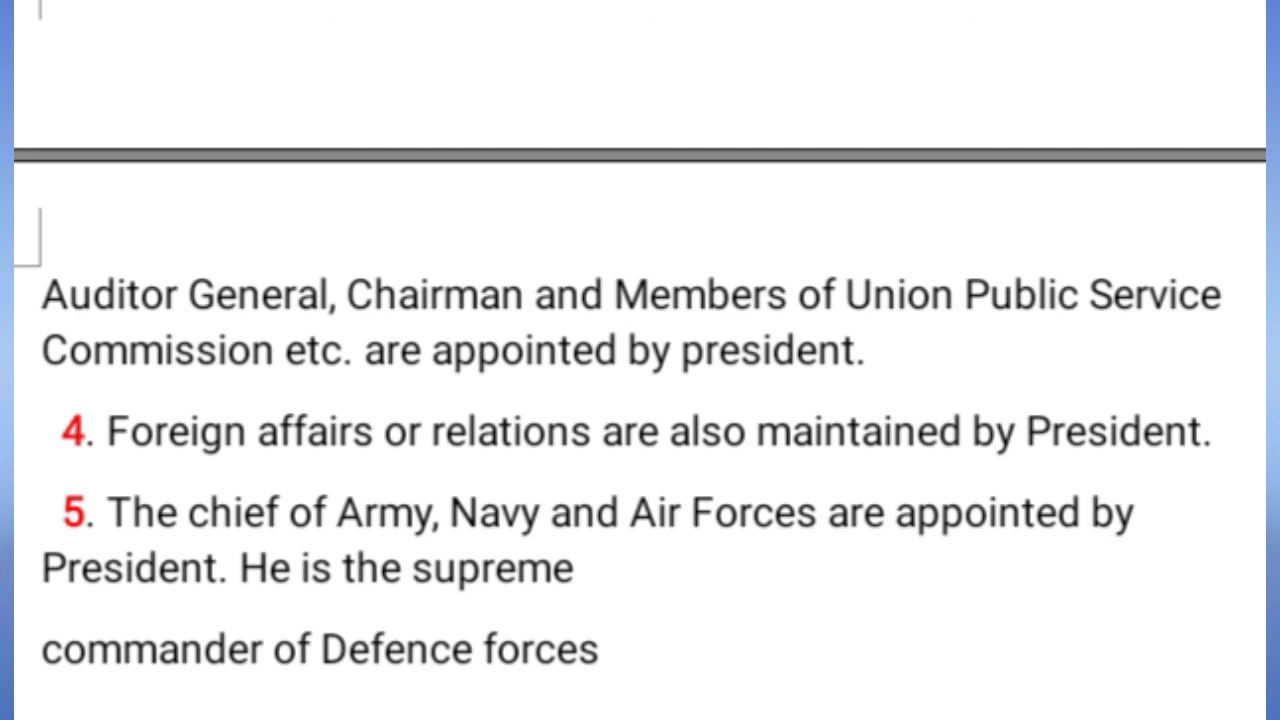 Auditor General, Chairman and Members of Union Public Service
Commission etc. are appointed by president.
4. Foreign affairs or relations are also maintained by President.
5. The chief of Army, Navy and Air Forces are appointed by
President. He is the supreme
commander of Defence forces